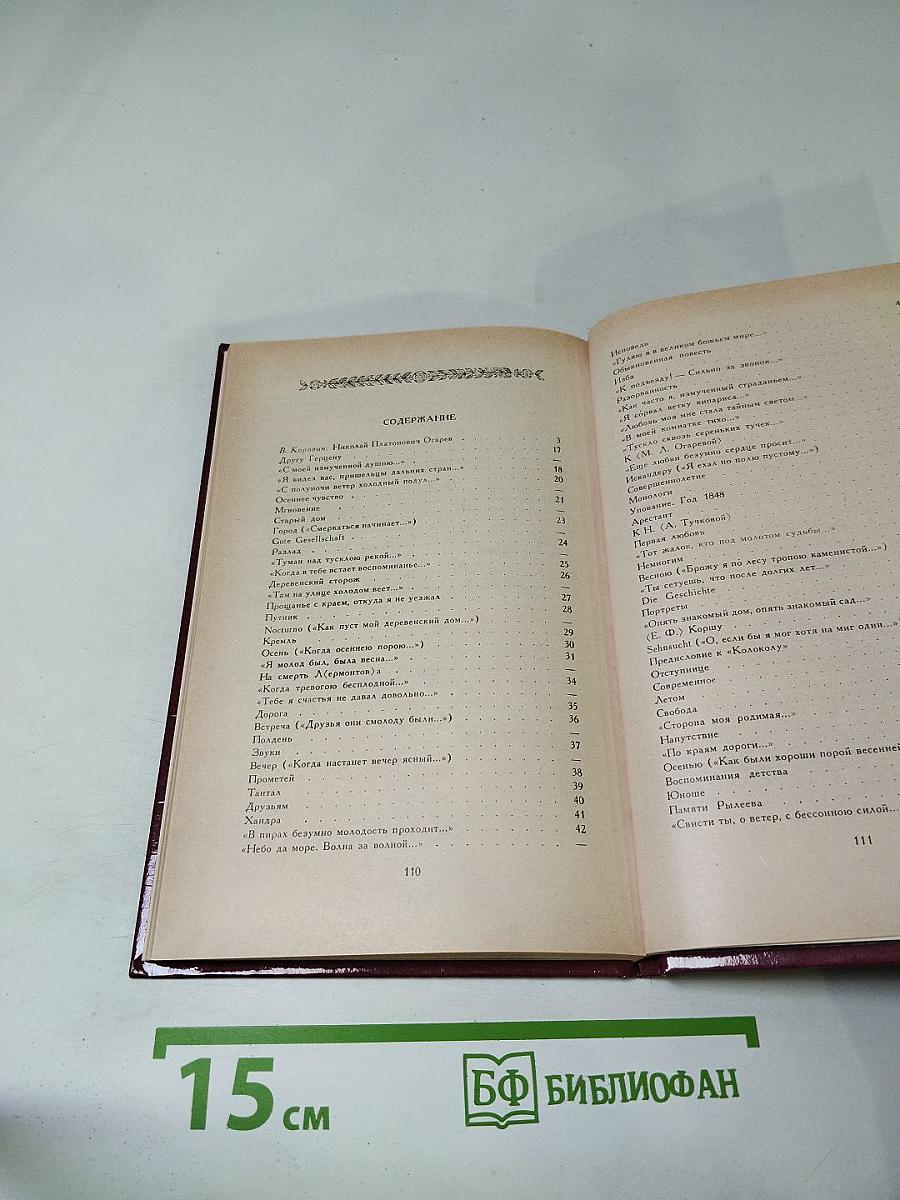 СОДЕРЖАНИЕ
В. Коровин. Николай Платонович Огарев 3
Другу Герцену 17
«С моей измученной душою...» —
«Я видел вас, пришельцы дальних стран...» 18
«С полуночи ветер холодный подул...» 20
Осеннее чувство —
Мгновение 21
Старый дом —
Город («Смеркаться начинает...») 23
Gute Gesellschaft —
Разлад 24
«Туман над тусклою рекой...» —
«Когда в тебе встает воспоминанье...» 25
Деревенский сторож 26
«Там на улице холодом веет...» —
Прощанье с краем, откуда я не уезжал 27
Путник 28
Nocturno («Как пуст мой деревенский дом...») —
Кремль 29
Осень («Когда осеннею порою...») 30
«Я молод был, была весна...» 31
На смерть Л⟨ермонтов⟩а —
«Когда тревогою бесплодной...» 34
«Тебе я счастья не давал довольно...» —
Дорога 35
Встреча («Друзья они смолоду были...») 36
Полдень —
Звуки 37
Вечер («Когда настанет вечер ясный...») —
Прометей 38
Тантал 39
Друзьям 40
Хандра 41
«В пирах безумно молодость проходит...» 42
«Небо да море. Волна за волной...» —
110
Исповедь
«Гуляю я в великом божьем мире...»
Обыкновенная повесть
Изба
«К подъезду! — Сильно за звонок...»
Разорванность
«Как часто я, измученный страданьем...»
«Я сорвал ветку кипариса...»
«Любовь моя мне стала тайным светом...»
«В моей комнатке тихо...»
«Тускло сквозь сереньких тучек...»
К ⟨М. Л. Огаревой⟩
«Еще любви безумно сердце просит...»
Искандеру («Я ехал по полю пустому...»)
Совершеннолетие
Монологи
Упование. Год 1848
Арестант
К Н. ⟨А. Тучковой⟩
Первая любовь
«Тот жалок, кто под молотом судьбы...»
Немногим
Весною («Брожу я по лесу тропою каменистой...»)
«Ты сетуешь, что после долгих лет...»
Die Geschichte
Портреты
«Опять знакомый дом, опять знакомый сад...»
⟨Е. Ф.⟩ Коршу
Sehnsucht («О, если бы я мог хотя на миг один...»
Предисловие к «Колоколу»
Отступнице
Современное
Летом
Свобода
«Сторона моя родимая...»
Напутствие
«По краям дороги...»
Осенью («Как были хороши порой весенней
Воспоминания детства
Юноше
Памяти Рылеева
«Свисти ты, о ветер, с бессонною силой...
111
15 см
БФ БИБЛИОФАН